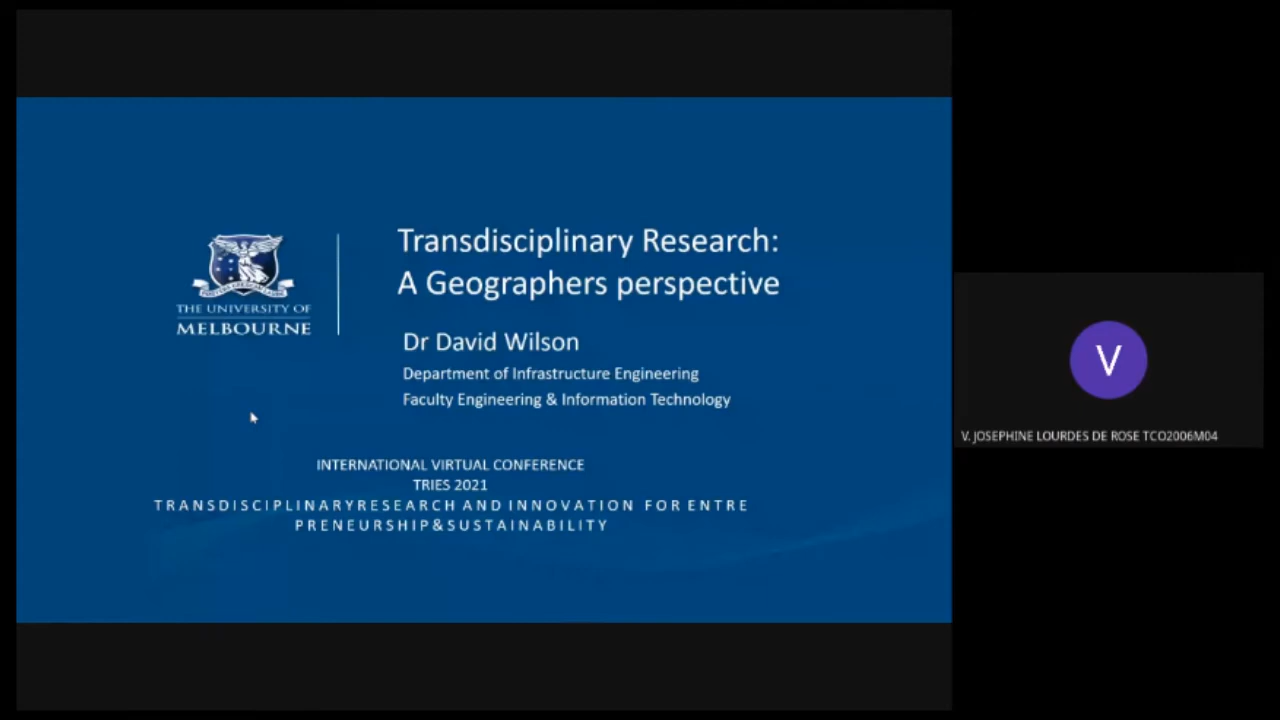 Transdisciplinary Research:
A Geographers perspective
THE UNIVERSITY OF
MELBOURNE
Dr David Wilson
Department of Infrastructure Engineering
Faculty Engineering & Information Technology
INTERNATIONAL VIRTUAL CONFERENCE
TRIES 2021
TRANSDISCIPLINARYRESEARCH AND INNOVATION FOR ENTRE
PRENEURSHIP&SUSTAINABILITY
V
V. JOSEPHINE LOURDES DE ROSE TCO2006M04